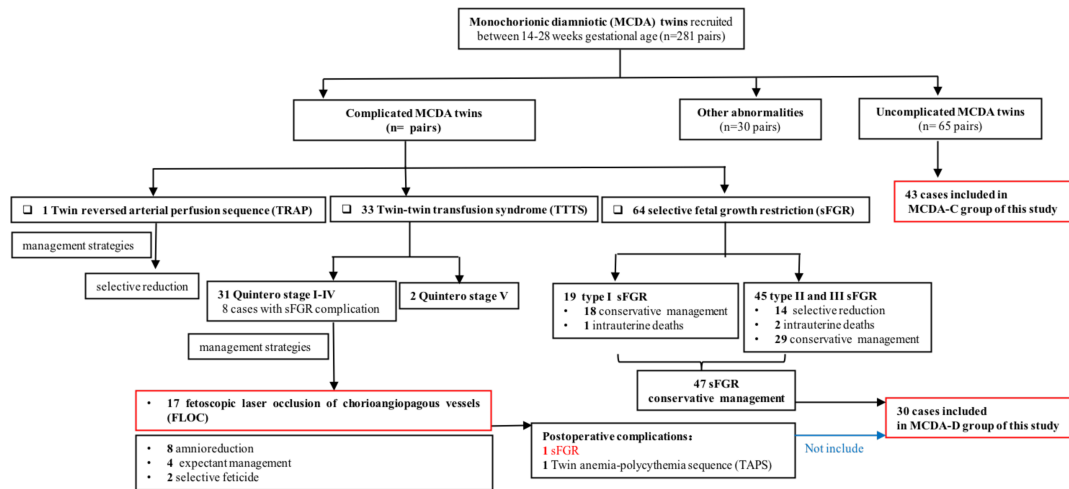 Monochorionic diamniotic (MCDA) twins recruited
between 14-28 weeks gestational age (n=281 pairs)
Complicated MCDA twins
(n= pairs)
Other abnormalities
(n=30 pairs)
Uncomplicated MCDA twins
(n= 65 pairs)
43 cases included in
MCDA-C group of this study
❑ 1 Twin reversed arterial perfusion sequence (TRAP)
❑ 33 Twin-twin transfusion syndrome (TTTS)
❑ 64 selective fetal growth restriction (sFGR)
management strategies
selective reduction
31 Quintero stage I-IV
8 cases with sFGR complication
2 Quintero stage V
19 type I sFGR
• 18 conservative management
• 1 intrauterine deaths
45 type II and III sFGR
• 14 selective reduction
• 2 intrauterine deaths
• 29 conservative management
management strategies
47 sFGR
conservative management
• 17 fetoscopic laser occlusion of chorioangiopagous vessels
(FLOC)
30 cases included
in MCDA-D group of this study
• 8 amnioreduction
• 4 expectant management
• 2 selective feticide
Postoperative complications：
1 sFGR
1 Twin anemia-polycythemia sequence (TAPS)
Not include